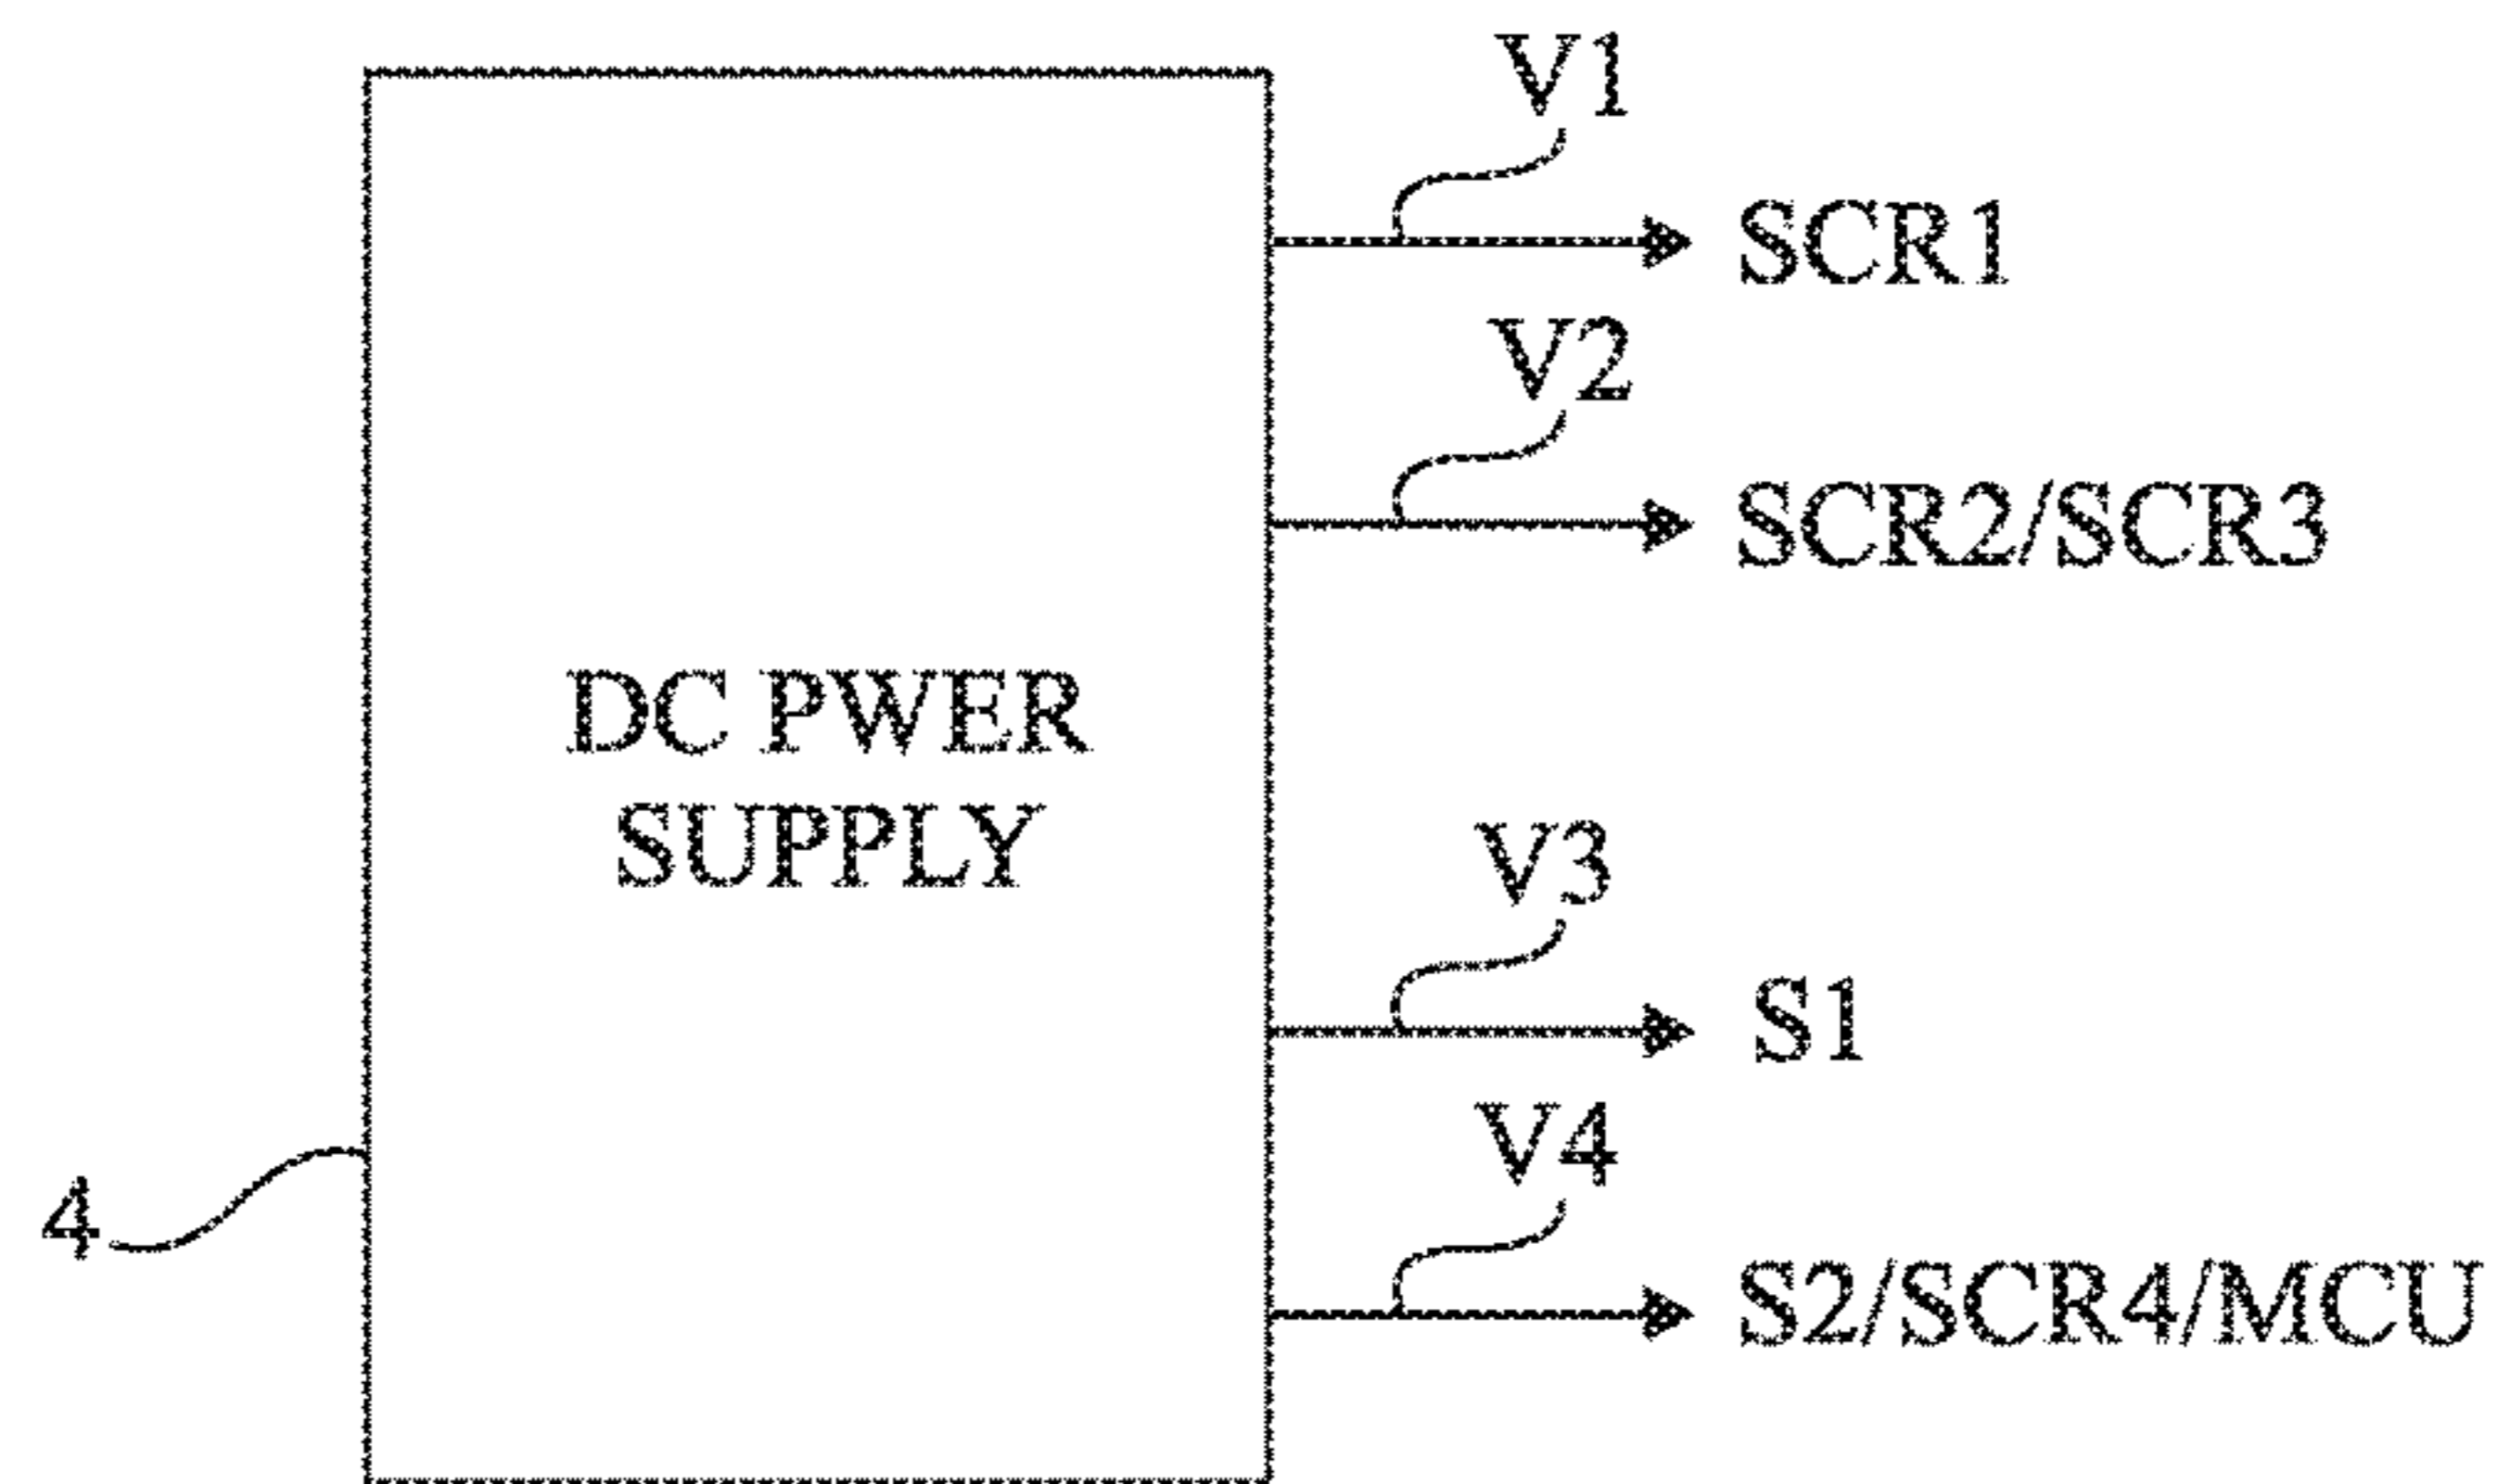 V1
SCR1
V2
SCR2/SCR3
DC PWER
SUPPLY
V3
S1
V4
4
S2/SCR4/MCU